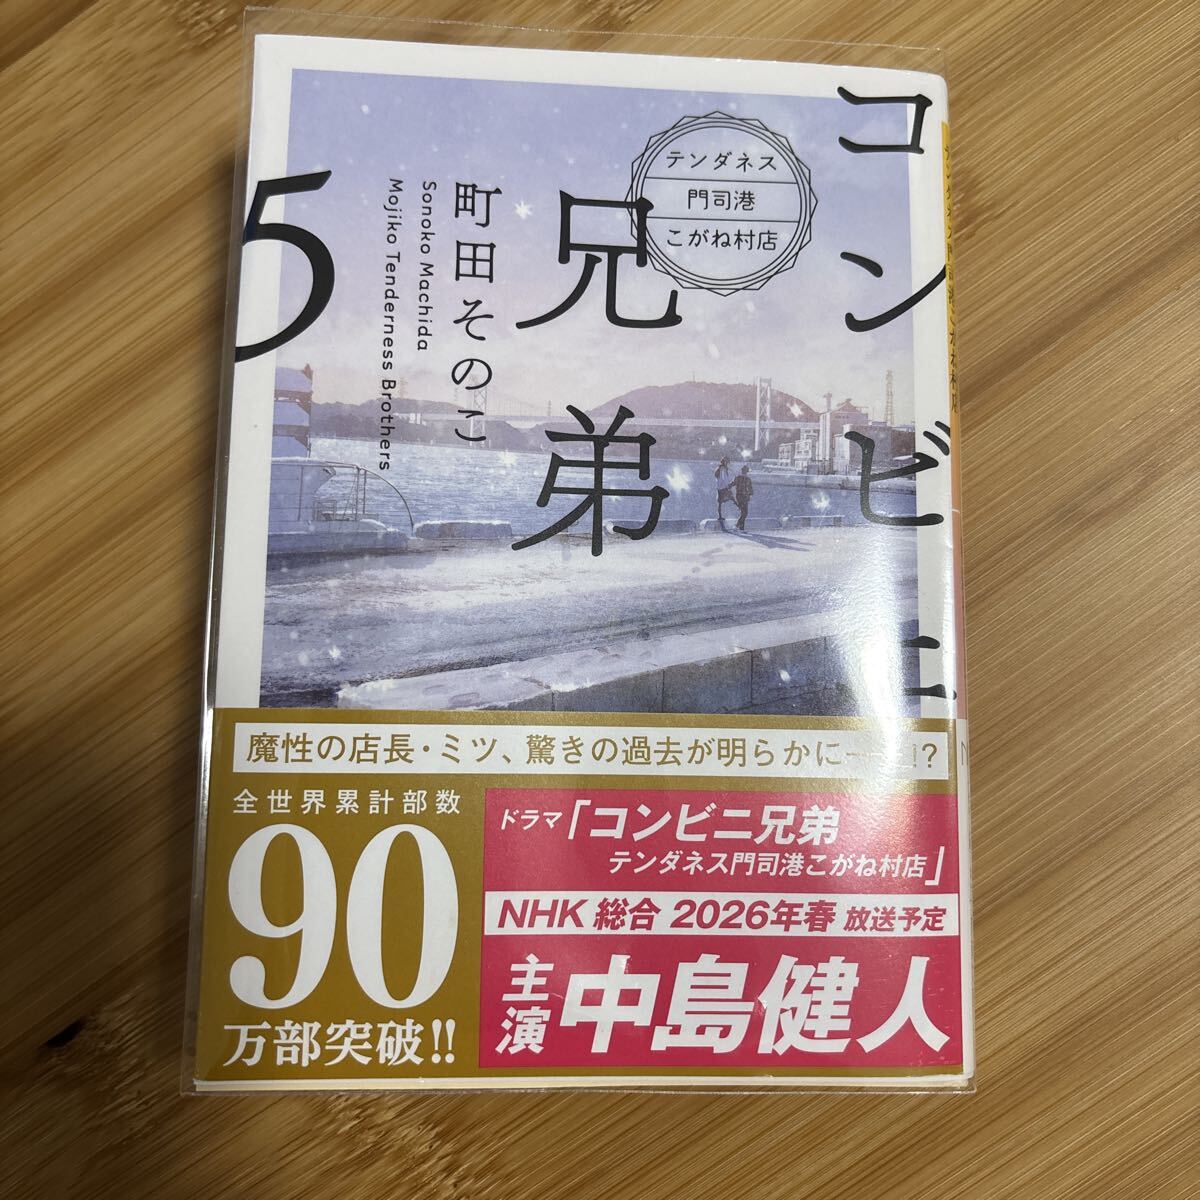 コンビニ
兄弟
5
テンダネス
門司港
こがね村店
町田そのこ
Sonoko Machida
Mojiko Tenderness Brothers
魔性の店長・ミツ、驚きの過去が明らかに
全世界累計部数
90
万部突破!!
ドラマ「コンビニ兄弟
テンダネス門司港こがね村店」
NHK 総合 2026年春 放送予定
主演 中島健人